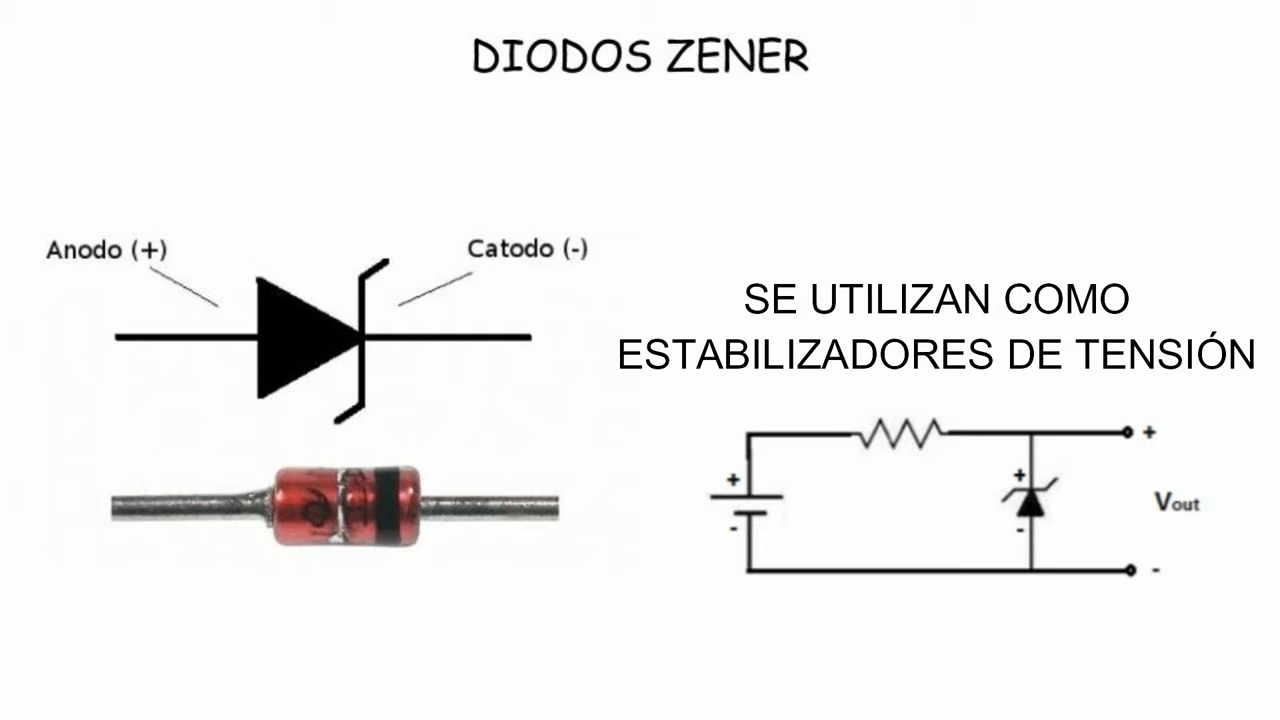 DIODOS ZENER
Anodo (+)
Catodo (-)
SE UTILIZAN COMO
ESTABILIZADORES DE TENSIÓN
+
+
+
Vout
-
-
-